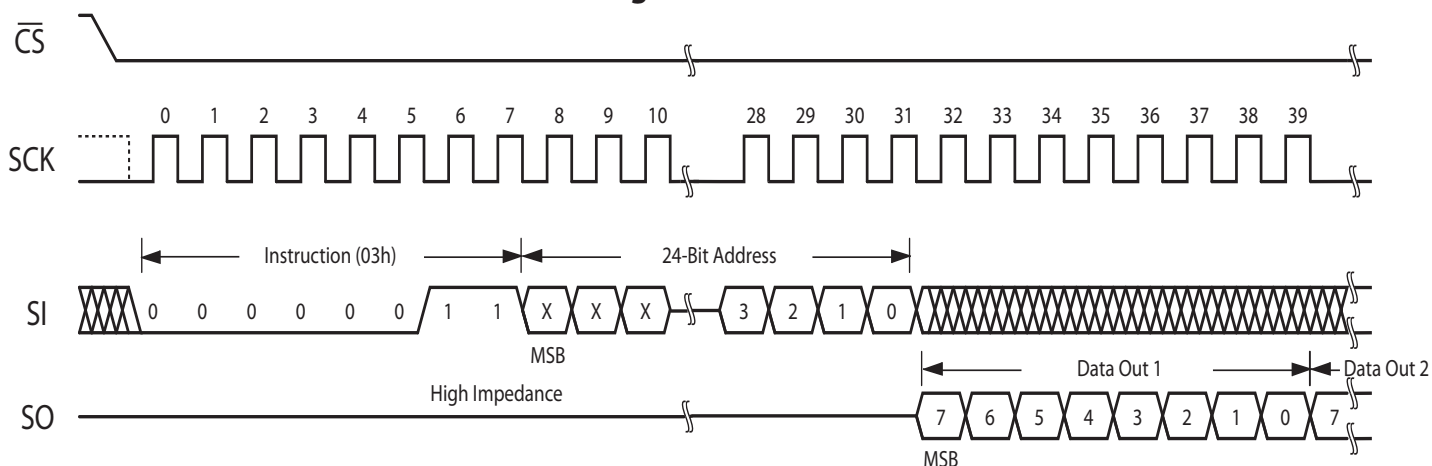 CS
0 1 2 3 4 5 6 7 8 9 10 28 29 30 31 32 33 34 35 36 37 38 39
SCK
Instruction (03h) 24-Bit Address
SI 0 0 0 0 0 0 1 1 X X X 3 2 1 0
MSB
Data Out 1 Data Out 2
High Impedance
SO 7 6 5 4 3 2 1 0 7
MSB